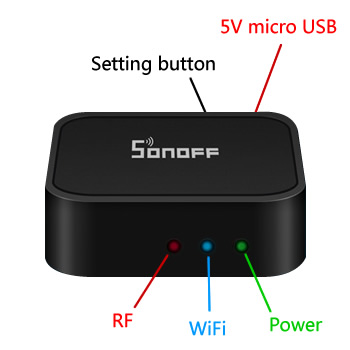 5V micro USB
Setting button
SONOFF
RF
WiFi
Power